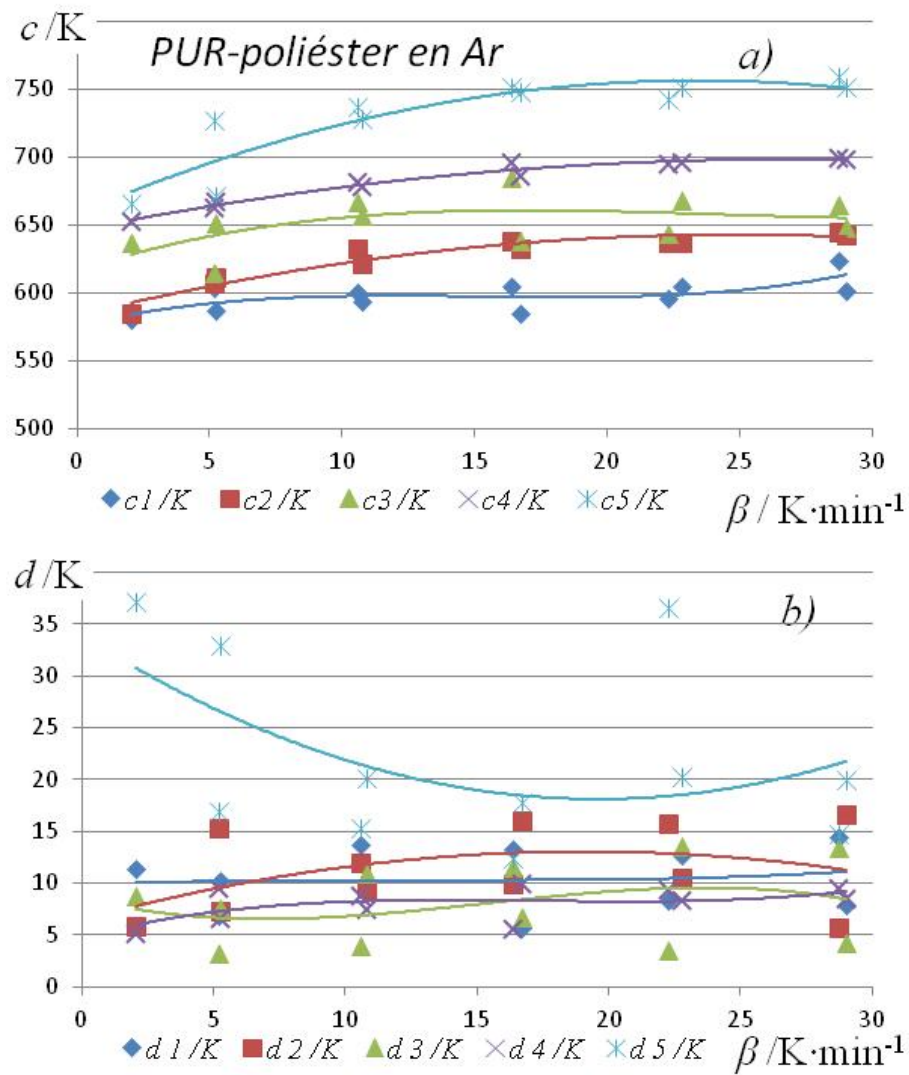 c /K
PUR-poliéster en Ar
a)
750
700
650
600
550
500
0 5 10 15 20 25 30
c1/K c2/K c3/K c4/K c5/K
β / K·min-1
d /K
b)
35
30
25
20
15
10
5
0
0 5 10 15 20 25 30
d 1/K d 2/K d 3/K d 4/K d 5/K
β /K·min-1